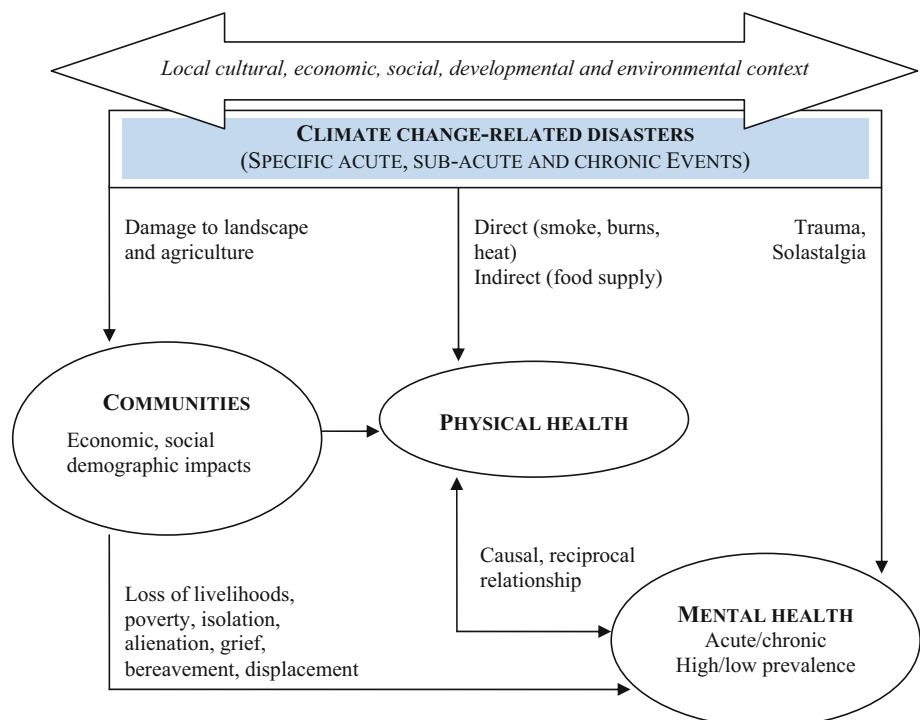 Local cultural, economic, social, developmental and environmental context
CLIMATE CHANGE-RELATED DISASTERS
(SPECIFIC ACUTE, SUB-ACUTE AND CHRONIC EVENTS)
Damage to landscape
and agriculture
Direct (smoke, burns,
heat)
Indirect (food supply)
Trauma,
Solastalgia
COMMUNITIES
Economic, social
demographic impacts
PHYSICAL HEALTH
Causal, reciprocal
relationship
Loss of livelihoods,
poverty, isolation,
alienation, grief,
bereavement, displacement
MENTAL HEALTH
Acute/chronic
High/low prevalence